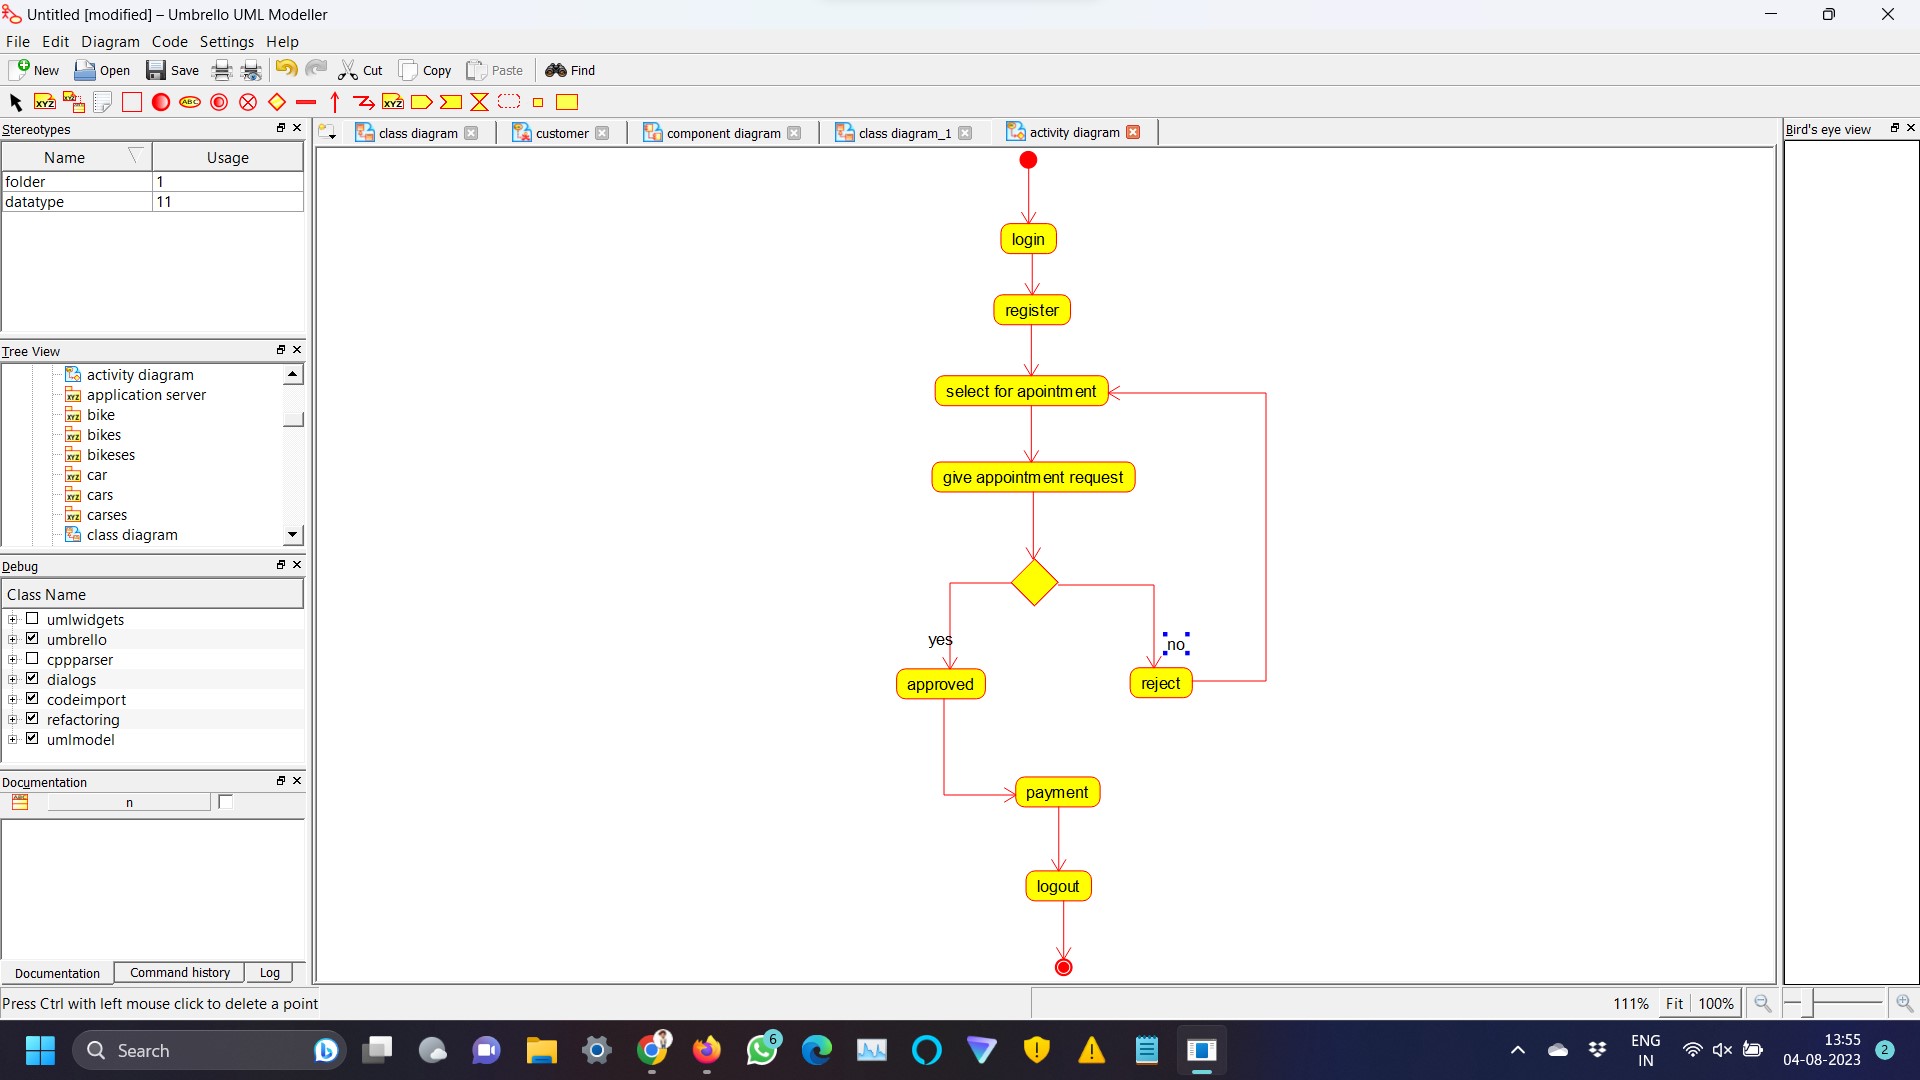 Untitled [modified] – Umbrello UML Modeller
File Edit Diagram Code Settings Help
New Open Save Cut Copy Paste Find
XYZ XYZ ABC XYZ
Stereotypes
Name Usage
folder 1
datatype 11
Tree View
activity diagram
application server
bike
bikes
bikeses
car
cars
carses
class diagram
Debug
Class Name
umlwidgets
umbrello
cppparser
dialogs
codeimport
refactoring
umlmodel
Documentation
n
Documentation Command history Log
class diagram customer component diagram class diagram_1 activity diagram
login
register
select for apointment
give appointment request
yes
no
approved
reject
payment
logout
Bird's eye view
Press Ctrl with left mouse click to delete a point
111% Fit 100%
Search
6
ENG
IN
13:55
04-08-2023
2